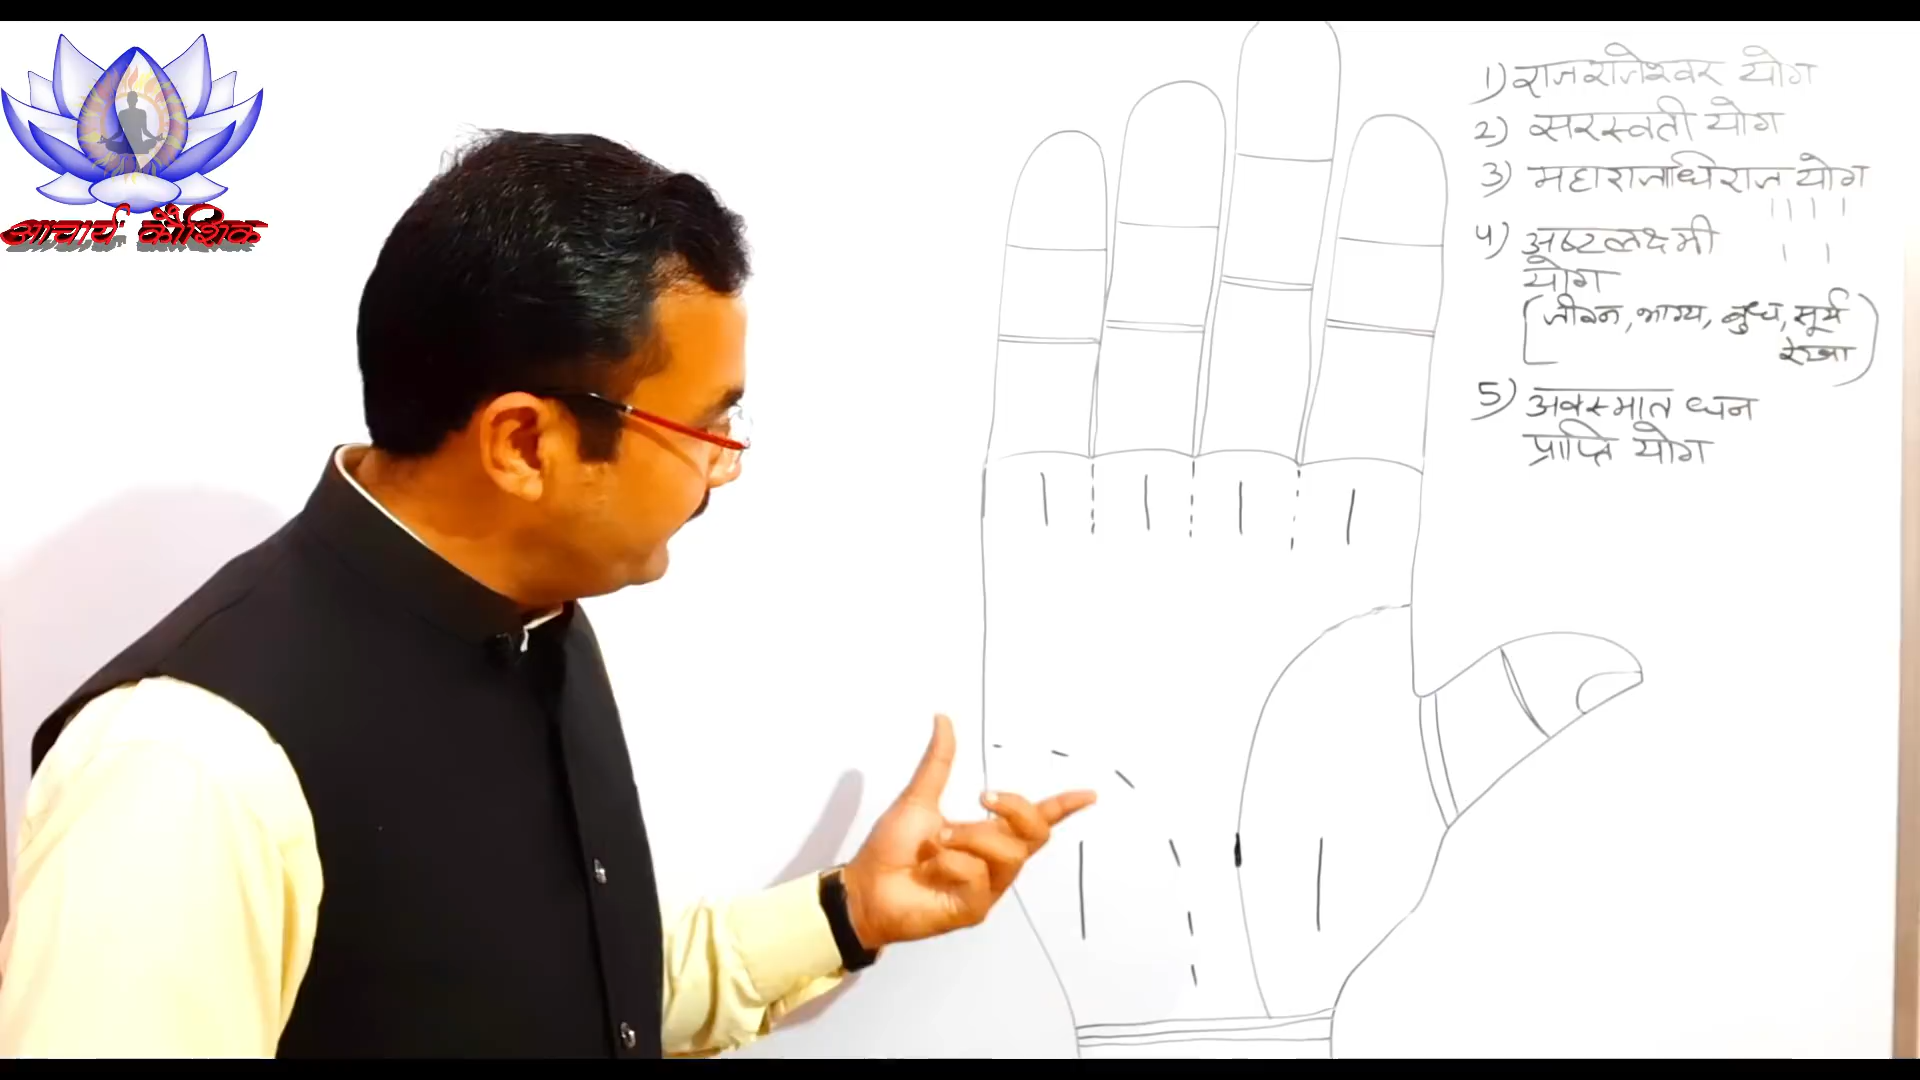 आचार्य कौशिक
1) राजराजेश्वर योग
2) सरस्वती योग
3) महाराजाधिराज योग
4) अष्टलक्ष्मी
योग
(जीवन, भाग्य, बुध, सूर्य
रेखा)
5) अकस्मात धन
प्राप्ति योग